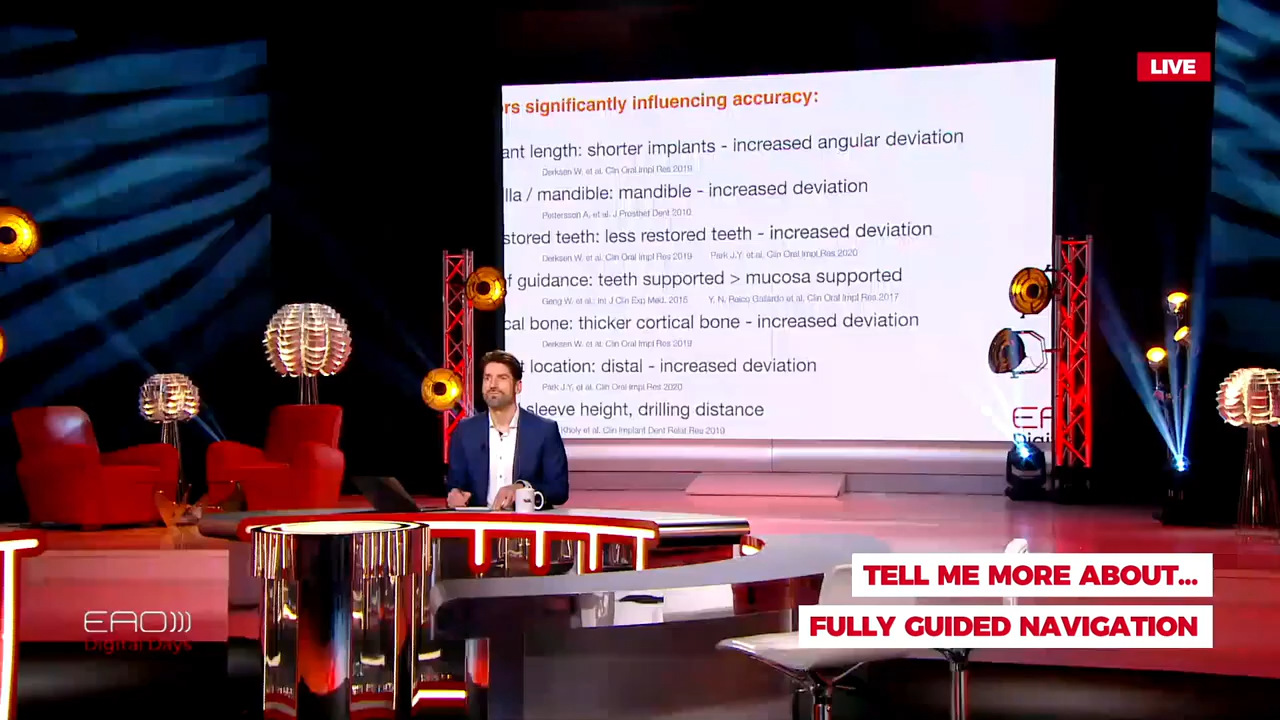 LIVE
rs significantly influencing accuracy:
ant length: shorter implants - increased angular deviation
Derksen W. et al. Clin Oral Impl Res 2019
lla / mandible: mandible - increased deviation
Pettersson A. et al. J Prosthet Dent 2010
stored teeth: less restored teeth - increased deviation
Derksen W. et al. Clin Oral Impl Res 2019 Park J.Y. et al. Clin Oral Impl Res 2020
f guidance: teeth supported > mucosa supported
Geng W. et al. Int J Clin Exp Med. 2015 Y. N. Gallardo et al. Clin Oral Impl Res 2017
cal bone: thicker cortical bone - increased deviation
Derksen W. et al. Clin Oral Impl Res 2019
t location: distal - increased deviation
Park J.Y. et al. Clin Oral Impl Res 2020
sleeve height, drilling distance
Kholy et al. Clin Implant Dent Relat Res 2019
EA
Digi
TELL ME MORE ABOUT...
FULLY GUIDED NAVIGATION
EAO)))
Digital Days